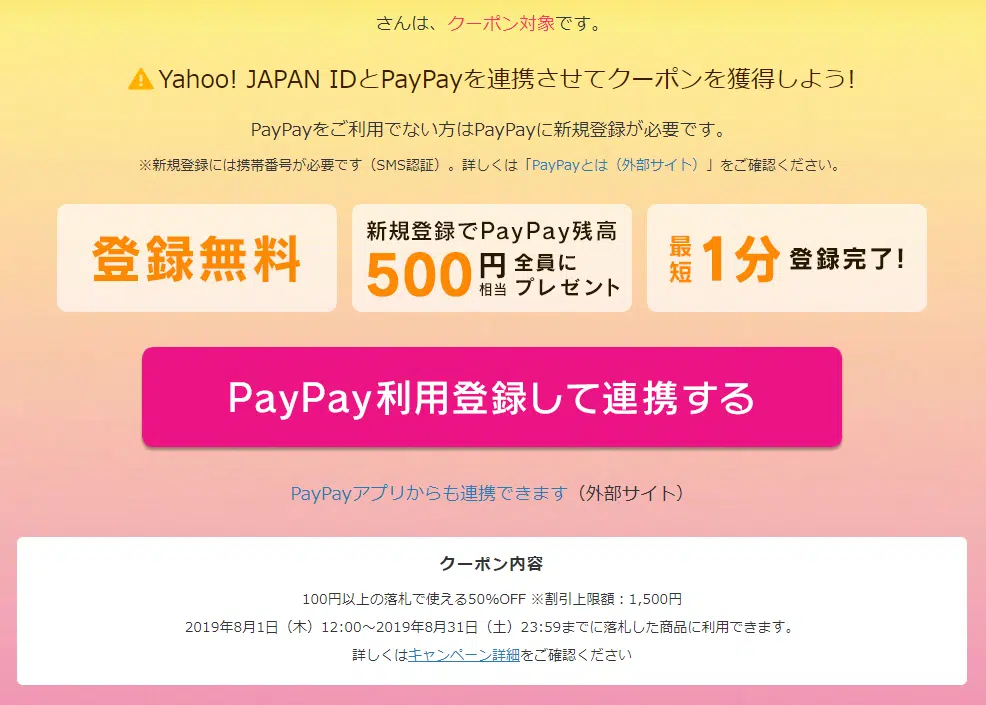 さんは、クーポン対象です。
Yahoo! JAPAN IDとPayPayを連携させてクーポンを獲得しよう!
PayPayをご利用でない方はPayPayに新規登録が必要です。
※新規登録には携帯番号が必要です（SMS認証）。詳しくは「PayPayとは（外部サイト）」をご確認ください。
登録無料
新規登録でPayPay残高
500円相当 全員にプレゼント
最短1分登録完了!
PayPay利用登録して連携する
PayPayアプリからも連携できます（外部サイト）
クーポン内容
100円以上の落札で使える50%OFF ※割引上限額：1,500円
2019年8月1日（木）12:00～2019年8月31日（土）23:59までに落札した商品に利用できます。
詳しくはキャンペーン詳細をご確認ください